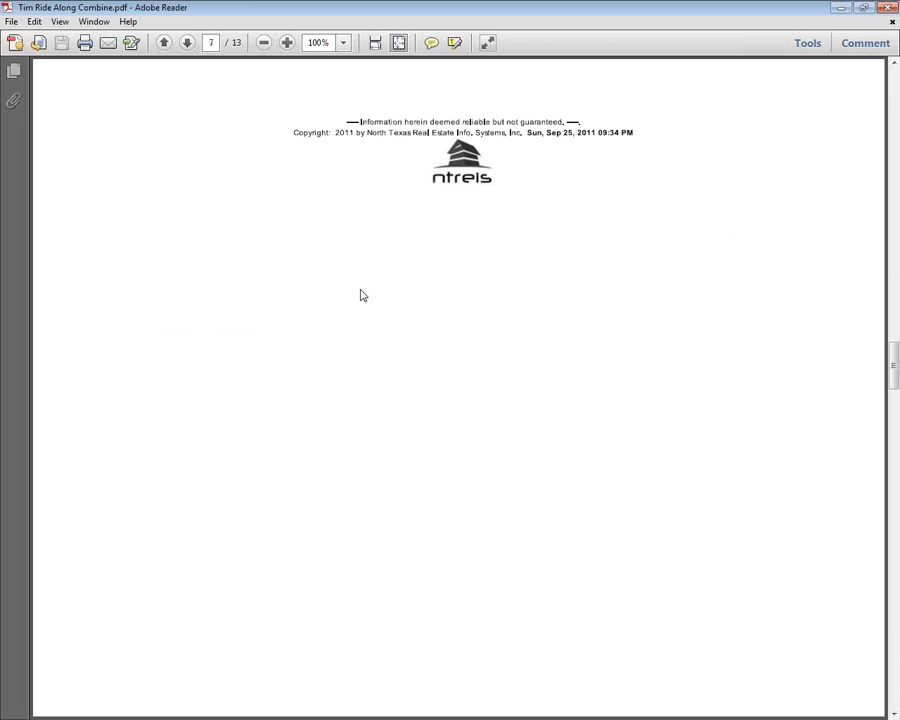 Tim Ride Along Combine.pdf - Adobe Reader
File Edit View Window Help
7 / 13 100% Tools Comment
Information herein deemed reliable but not guaranteed.
Copyright: 2011 by North Texas Real Estate Info. Systems, Inc. Sun, Sep 25, 2011 09:34 PM
ntreis